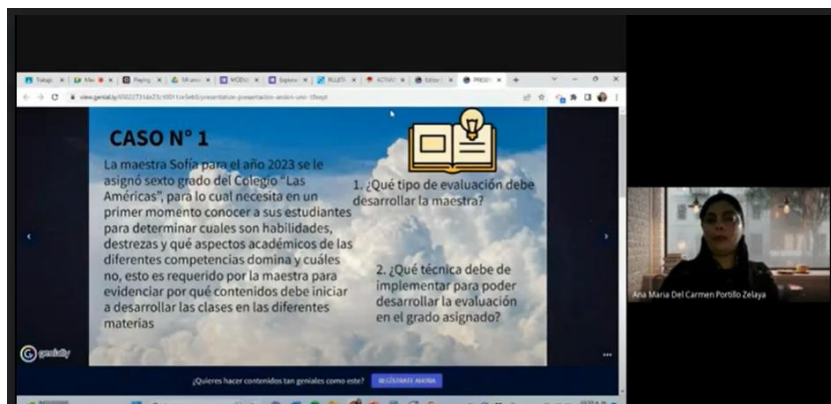 CASO N° 1
La maestra Sofía para el año 2023 se le
asignó sexto grado del Colegio "Las
Américas", para lo cual necesita en un
primer momento conocer a sus estudiantes
para determinar cuales son habilidades,
destrezas y qué aspectos académicos de las
diferentes competencias domina y cuáles
no, esto es requerido por la maestra para
evidenciar por qué contenidos debe iniciar
a desarrollar las clases en las diferentes
materias
1. ¿Qué tipo de evaluación debe
desarrollar la maestra?
2. ¿Qué técnica debe de
implementar para poder
desarrollar la evaluación
en el grado asignado?
genially
¿Quieres hacer contenidos tan geniales como este?
REGÍSTRATE AHORA
Ana Maria Del Carmen Portillo Zelaya